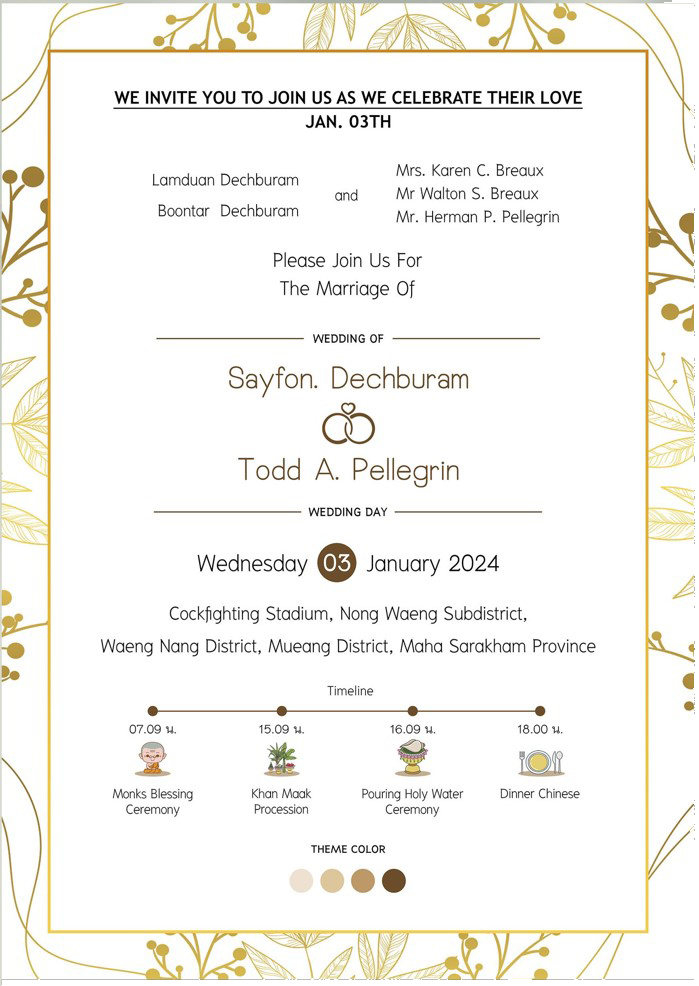 WE INVITE YOU TO JOIN US AS WE CELEBRATE THEIR LOVE
JAN. 03TH
Lamduan Dechburam
Boontar Dechburam
and
Mrs. Karen C. Breaux
Mr Walton S. Breaux
Mr. Herman P. Pellegrin
Please Join Us For
The Marriage Of
WEDDING OF
Sayfon. Dechburam
Todd A. Pellegrin
WEDDING DAY
Wednesday 03 January 2024
Cockfighting Stadium, Nong Waeng Subdistrict,
Waeng Nang District, Mueang District, Maha Sarakham Province
Timeline
07.09 น. 15.09 น. 16.09 น. 18.00 น.
Monks Blessing
Ceremony
Khan Maak
Procession
Pouring Holy Water
Ceremony
Dinner Chinese
THEME COLOR